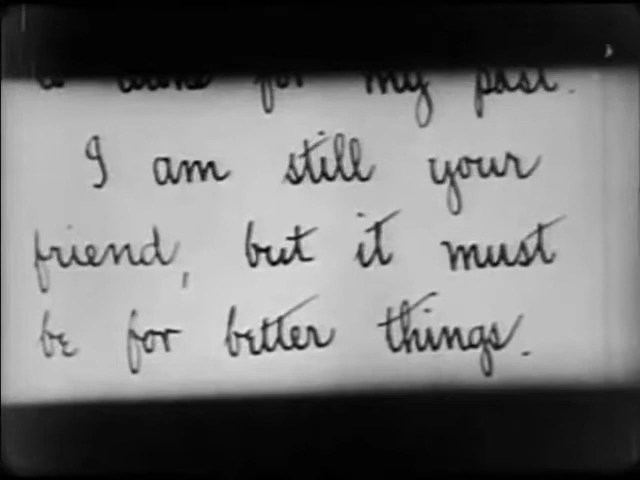 for my past.
I am still your
friend, but it must
be for better things.